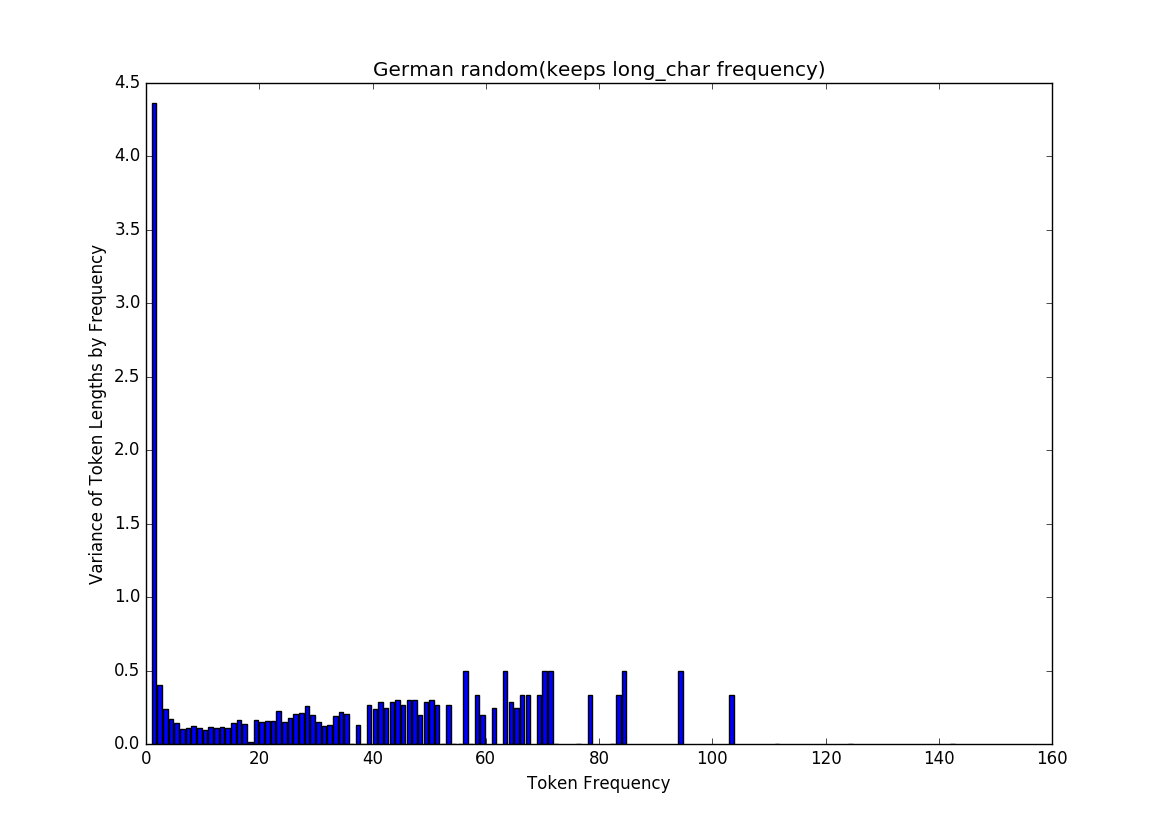 German random(keeps long_char frequency)
4.5
4.0
3.5
3.0
2.5
2.0
1.5
1.0
0.5
0.0
Variance of Token Lengths by Frequency
0 20 40 60 80 100 120 140 160
Token Frequency